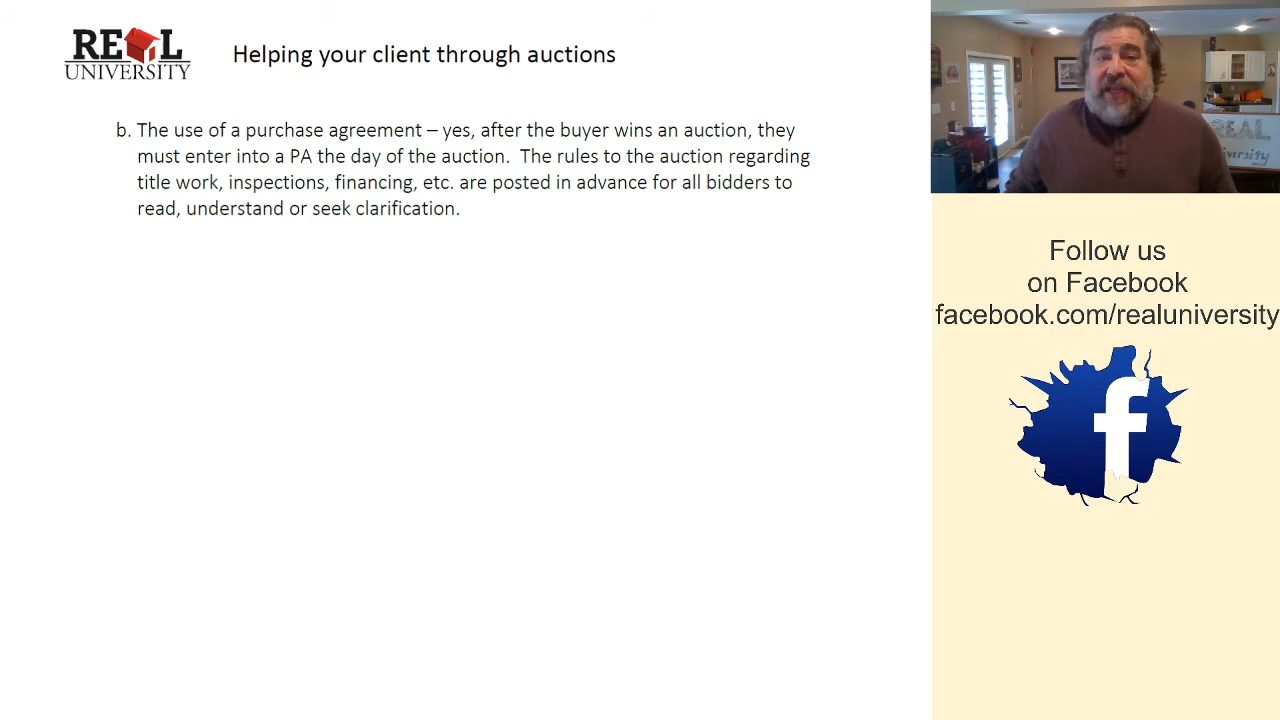 REAL
UNIVERSITY
Helping your client through auctions
b. The use of a purchase agreement – yes, after the buyer wins an auction, they
must enter into a PA the day of the auction.  The rules to the auction regarding
title work, inspections, financing, etc. are posted in advance for all bidders to
read, understand or seek clarification.
REAL
University
Follow us
on Facebook
facebook.com/realuniversity
f